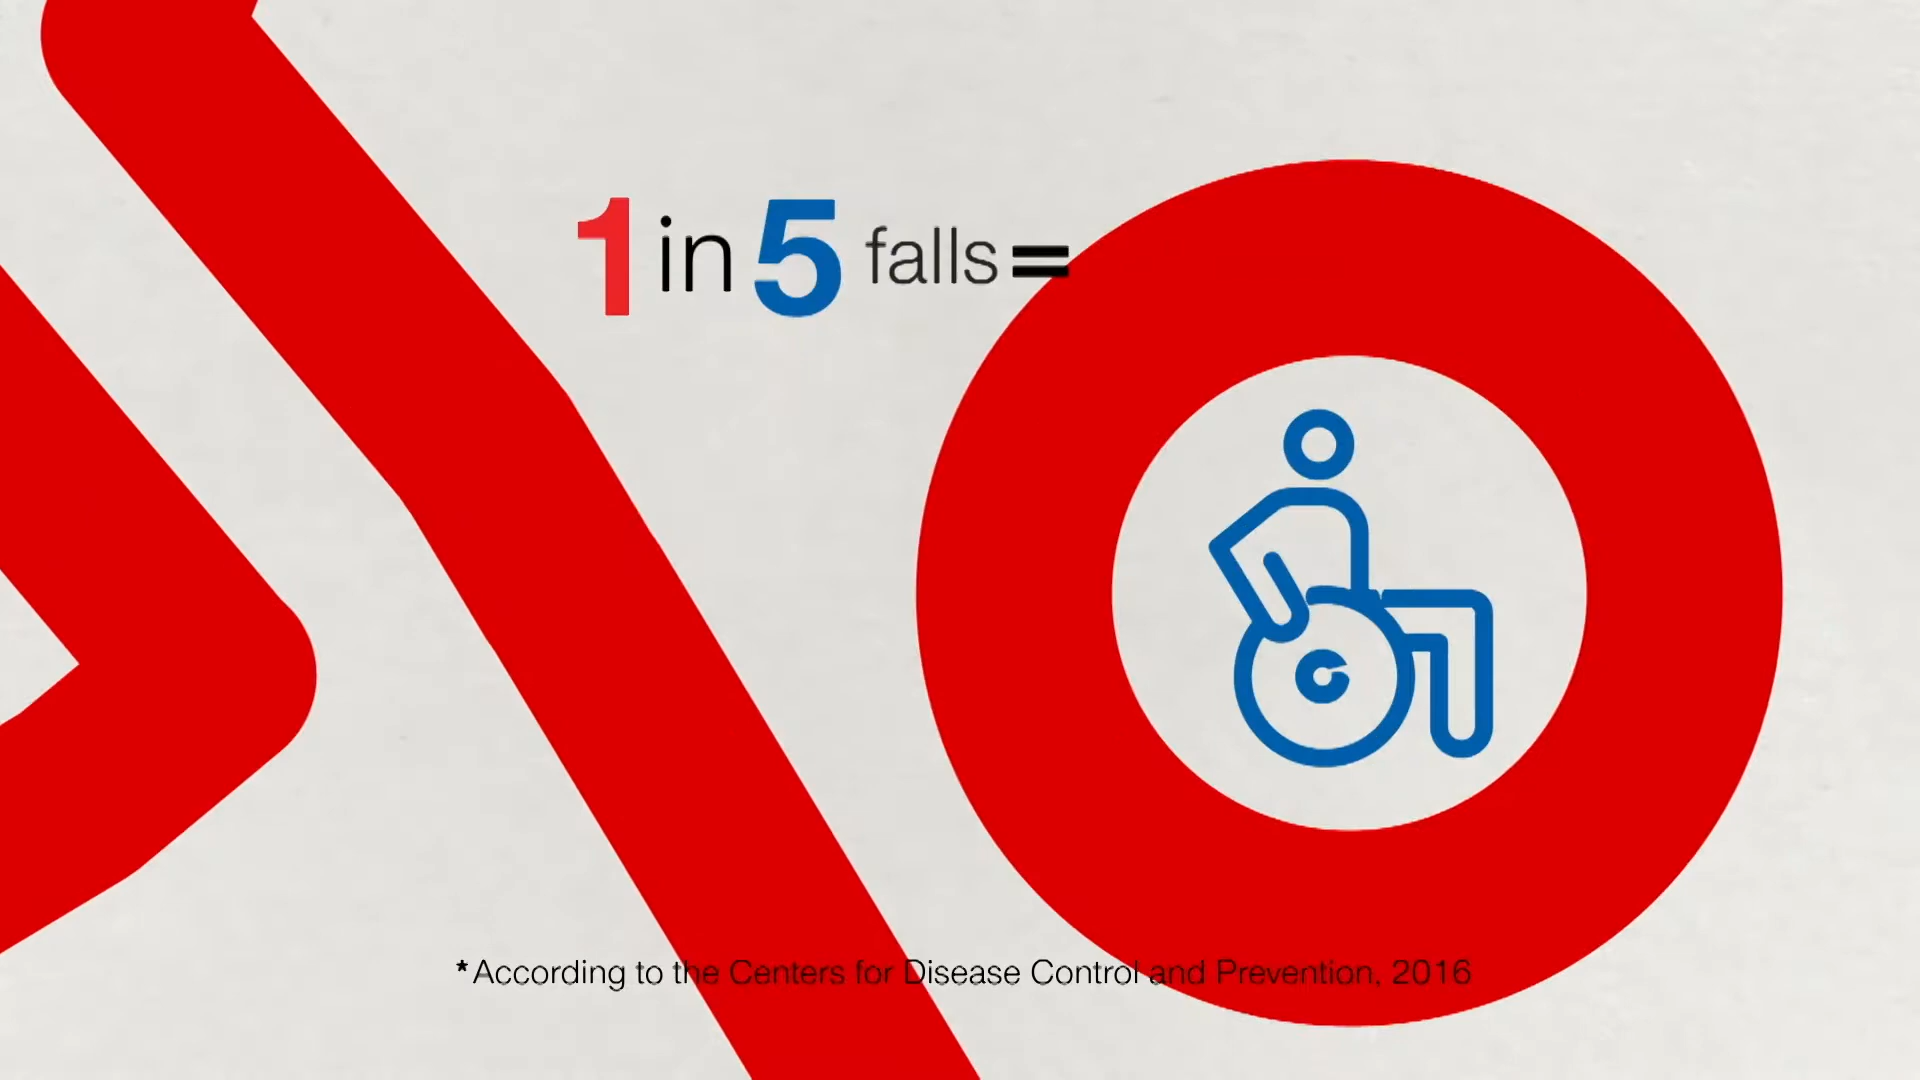 1 in 5 falls =
*According to the Centers for Disease Control and Prevention, 2016